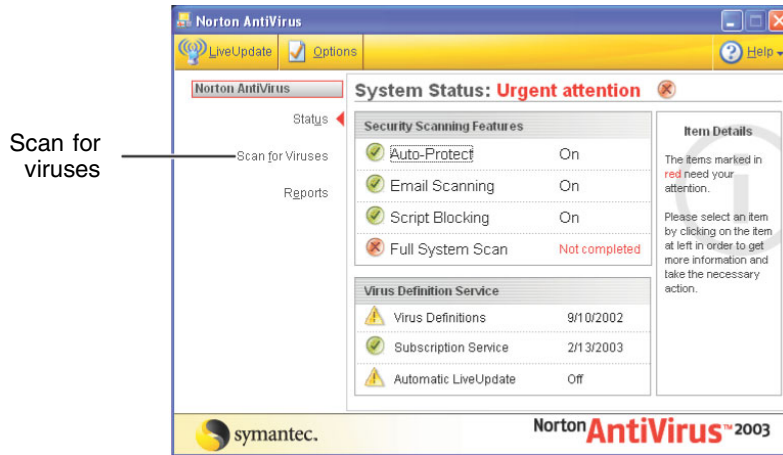 Norton AntiVirus
LiveUpdate Options Help
Norton AntiVirus
Status
Scan for Viruses
Reports
Scan for
viruses
System Status: Urgent attention
Security Scanning Features
Auto-Protect On
Email Scanning On
Script Blocking On
Full System Scan Not completed
Virus Definition Service
Virus Definitions 9/10/2002
Subscription Service 2/13/2003
Automatic LiveUpdate Off
Item Details
The items marked in
red need your
attention.
Please select an item
by clicking on the item
at left in order to get
more information and
take the necessary
action.
symantec.
Norton AntiVirus™ 2003